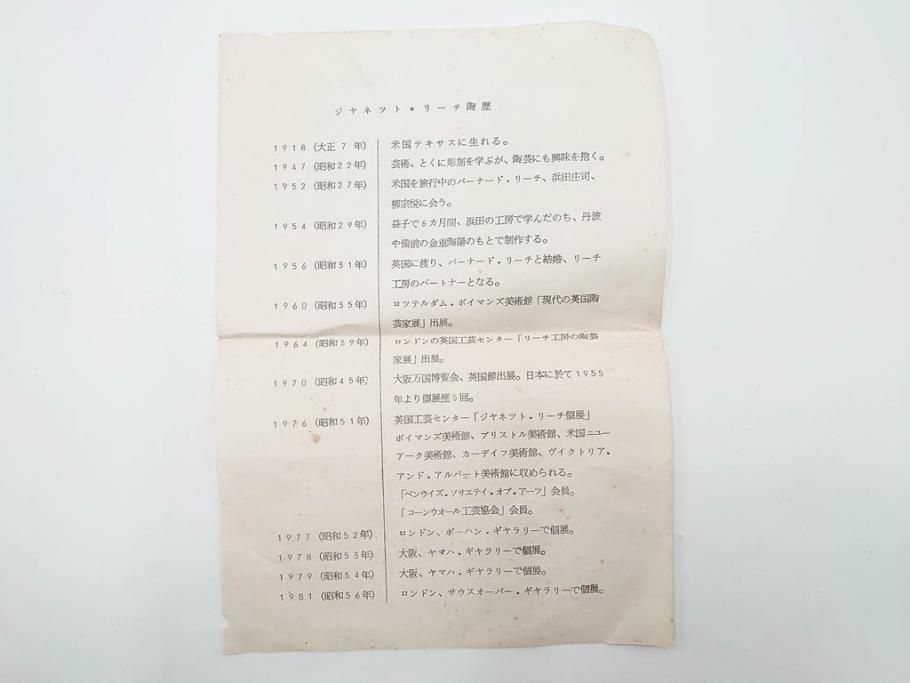 ジヤネツト・リーチ陶歴
1918（大正7年） 米国テキサスに生れる。
1947（昭和22年） 芸術、とくに彫刻を学ぶが、陶芸にも興味を抱く。
1952（昭和27年） 米国を旅行中のバーナード・リーチ、浜田庄司、
柳宗悦に会う。
1954（昭和29年） 益子で6カ月間、浜田の工房で学んだのち、丹波
や備前の金重陶陽のもとで制作する。
1956（昭和31年） 英国に渡り、バーナード・リーチと結婚、リーチ
工房のパートナーとなる。
1960（昭和35年） ロツテルダム・ボイマンズ美術館「現代の英国陶
芸家展」出展。
1964（昭和39年） ロンドンの英国工芸センター「リーチ工房の陶芸
家展」出展。
1970（昭和45年） 大阪万国博覧会、英国館出展。日本に於て1955
年より個展歴5回。
1976（昭和51年） 英国工芸センター「ジヤネツト・リーチ個展」
ボイマンズ美術館、ブリストル美術館、米国ニュー
アーク美術館、カーデイフ美術館、ヴイクトリア・
アンド・アルバート美術館に収められる。
「ペンウイズ・ソサエテイ・オブ・アーツ」会員。
「コーンウオール工芸協会」会員。
1977（昭和52年） ロンドン、ボーハン・ギヤラリーで個展。
1978（昭和53年） 大阪、ヤマハ・ギヤラリーで個展。
1979（昭和54年） 大阪、ヤマハ・ギヤラリーで個展。
1981（昭和56年） ロンドン、サウスオーバー・ギヤラリーで個展。